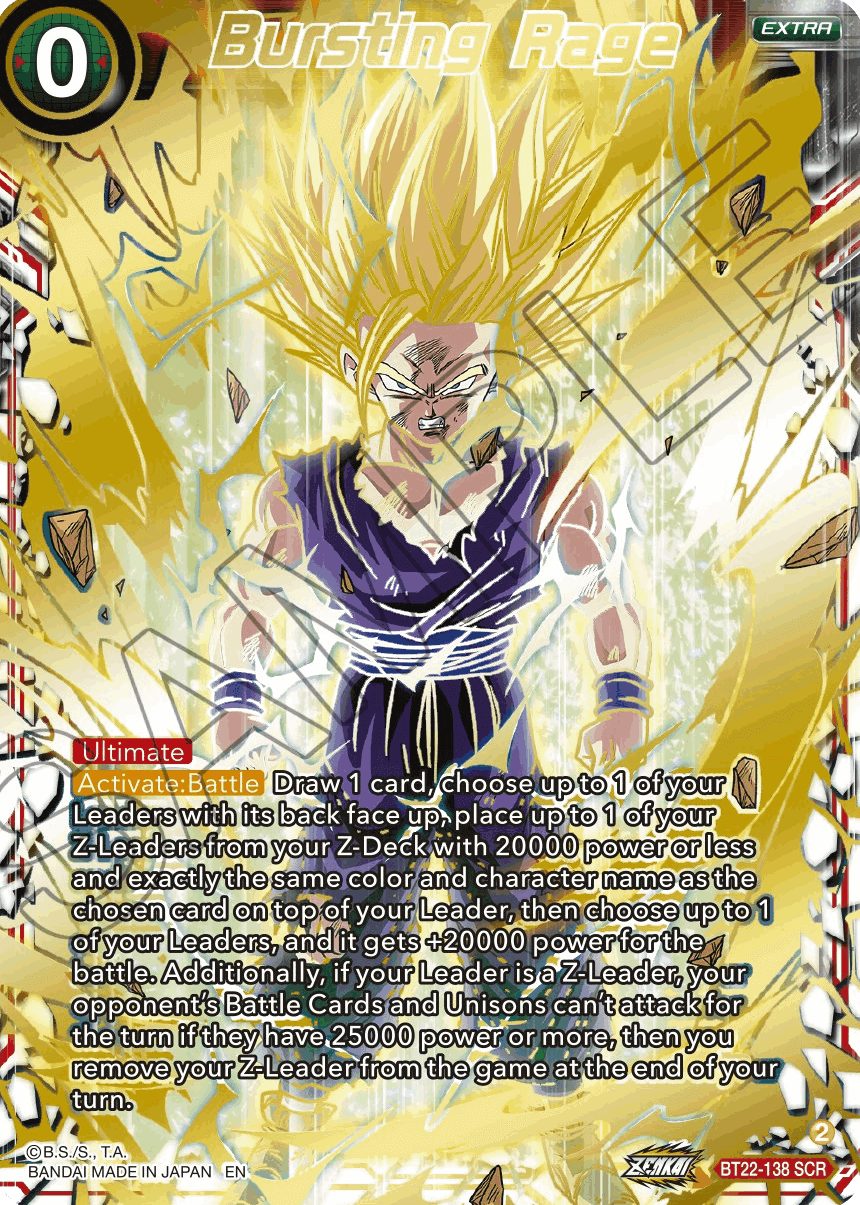 0
Bursting Rage
EXTRA
SAMPLE
Ultimate
Activate:Battle Draw 1 card, choose up to 1 of your
Leaders with its back face up, place up to 1 of your
Z-Leaders from your Z-Deck with 20000 power or less
and exactly the same color and character name as the
chosen card on top of your Leader, then choose up to 1
of your Leaders, and it gets +20000 power for the
battle. Additionally, if your Leader is a Z-Leader, your
opponent's Battle Cards and Unisons can't attack for
the turn if they have 25000 power or more, then you
remove your Z-Leader from the game at the end of your
turn.
2
©B.S./S., T.A.
BANDAI MADE IN JAPAN EN
ZENKAI
BT22-138 SCR